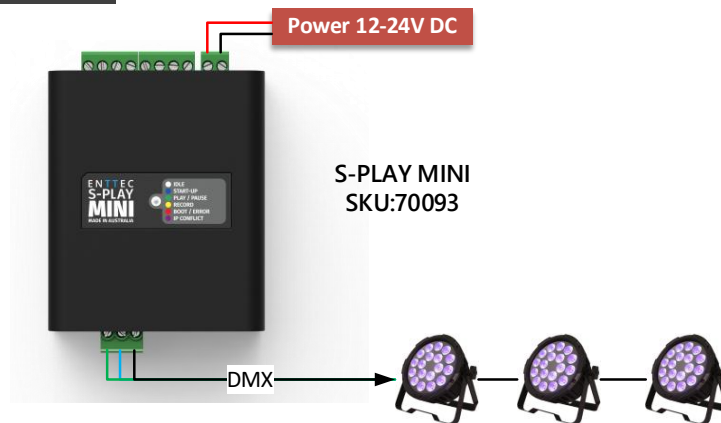 Power 12-24V DC
ENTTEC
S-PLAY
MINI
MADE IN AUSTRALIA
IDLE
START-UP
PLAY / PAUSE
RECORD
BOOT / ERROR
IP CONFLICT
S-PLAY MINI
SKU:70093
DMX